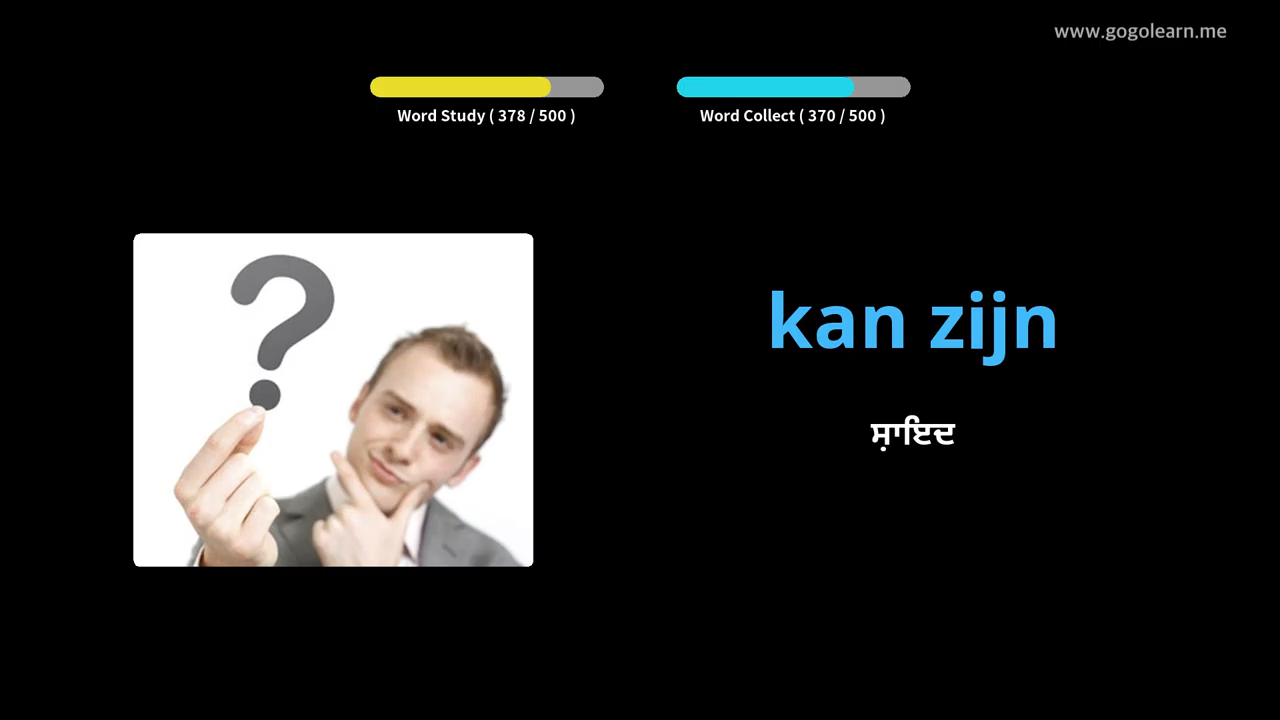 www.gogolearn.me
Word Study ( 378 / 500 )
Word Collect ( 370 / 500 )
kan zijn
ਸ਼ਾਇਦ